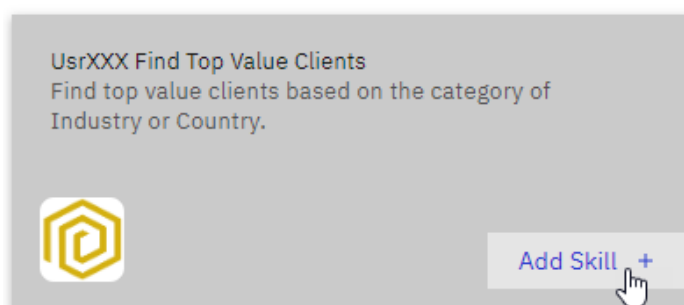 UsrXXX Find Top Value Clients
Find top value clients based on the category of
Industry or Country.
Add Skill +